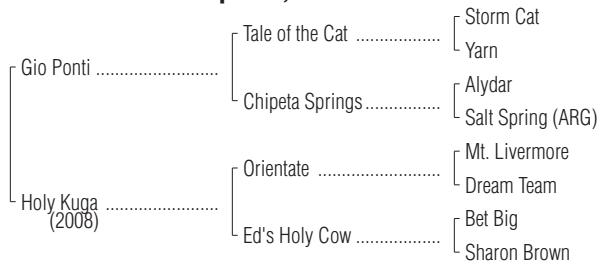 Storm Cat
Tale of the Cat ..................
Yarn
Gio Ponti ..........................
Alydar
Chipeta Springs................
Salt Spring (ARG)
Mt. Livermore
Orientate ..........................
Dream Team
Holy Kuga ........................
(2008)
Bet Big
Ed's Holy Cow ..................
Sharon Brown